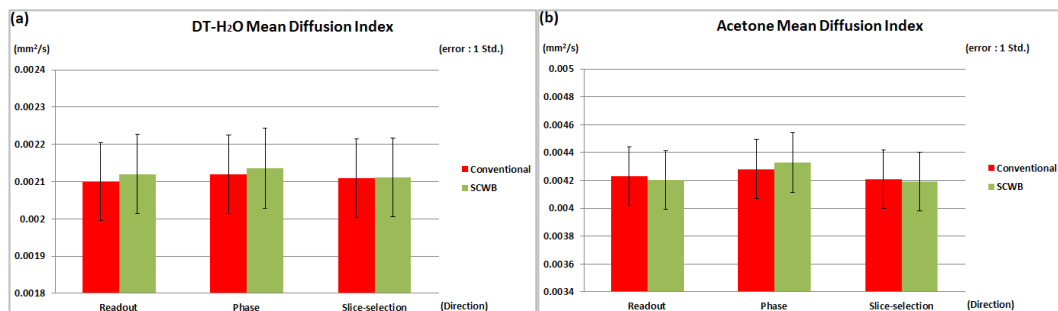 (a)
DT-H₂O Mean Diffusion Index
(mm²/s)
(error : 1 Std.)
0.0024
0.0023
0.0022
0.0021
0.002
0.0019
0.0018
Conventional
SCWB
Readout
Phase
Slice-selection
(Direction)
(b)
Acetone Mean Diffusion Index
(mm²/s)
(error : 1 Std.)
0.005
0.0048
0.0046
0.0044
0.0042
0.004
0.0038
0.0036
0.0034
Conventional
SCWB
Readout
Phase
Slice-selection
(Direction)